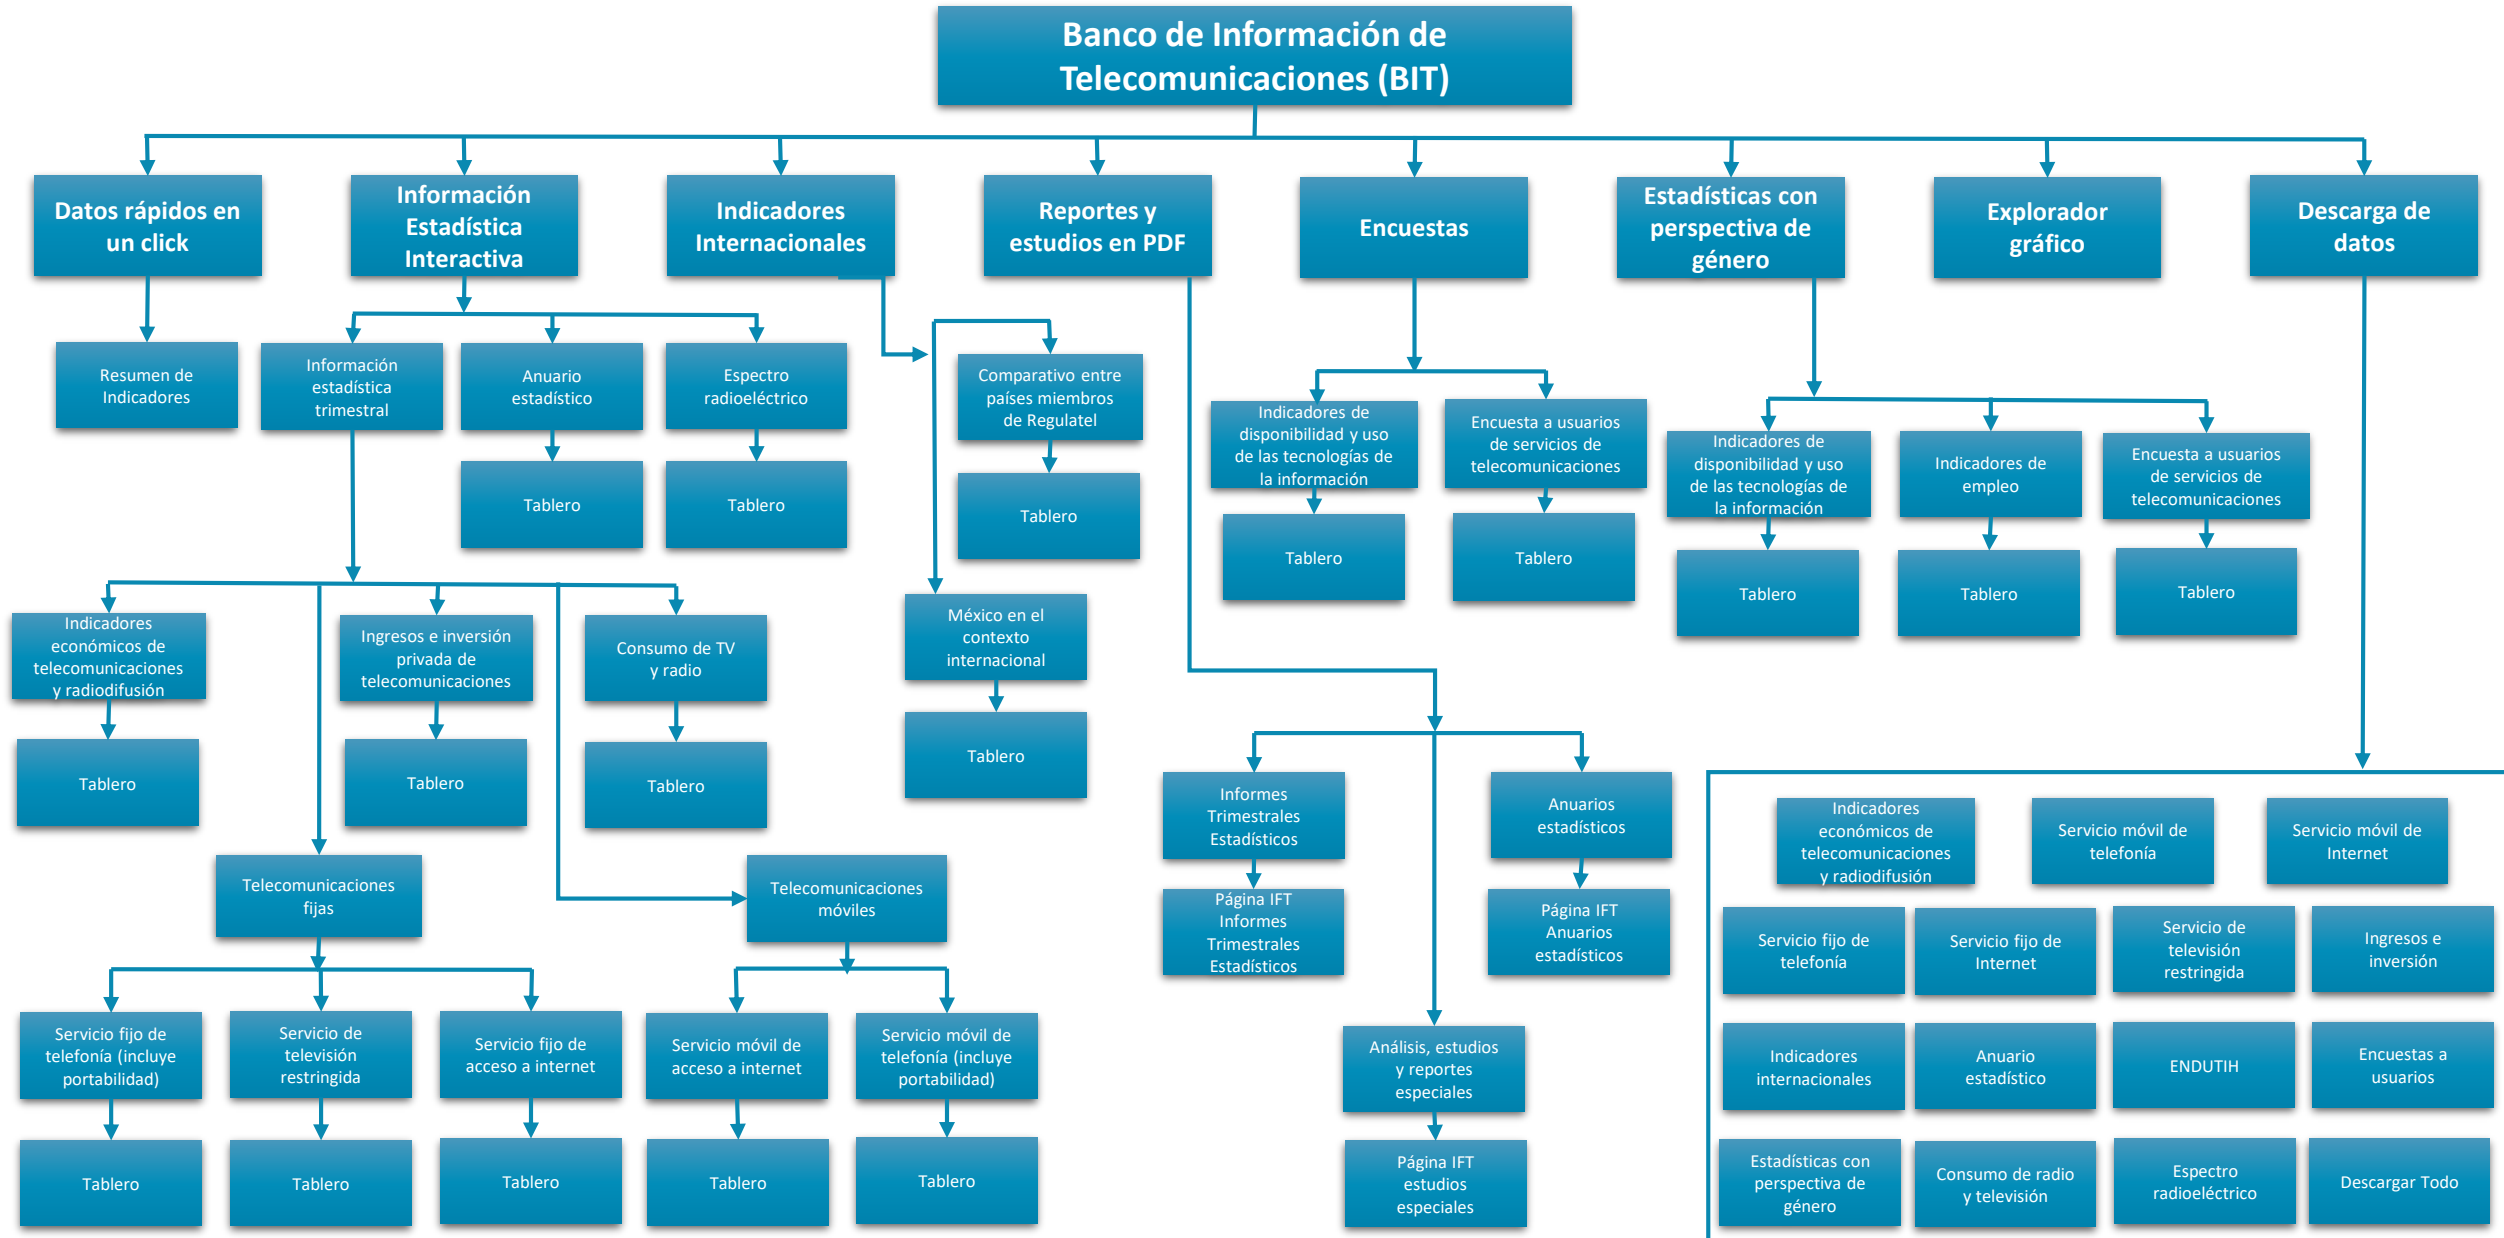 Banco de Información de
Telecomunicaciones (BIT)
Datos rápidos en
un click
Información
Estadística
Interactiva
Indicadores
Internacionales
Reportes y
estudios en PDF
Encuestas
Estadísticas con
perspectiva de
género
Explorador
gráfico
Descarga de
datos
Resumen de
Indicadores
Información
estadística
trimestral
Anuario
estadístico
Espectro
radioeléctrico
Comparativo entre
países miembros
de Regulatel
Indicadores de
disponibilidad y uso
de las tecnologías de
la información
Encuesta a usuarios
de servicios de
telecomunicaciones
Indicadores de
disponibilidad y uso
de las tecnologías de
la información
Indicadores de
empleo
Encuesta a usuarios
de servicios de
telecomunicaciones
Tablero
Tablero
Tablero
Tablero
Tablero
Tablero
Tablero
Tablero
Indicadores
económicos de
telecomunicaciones
y radiodifusión
Ingresos e inversión
privada de
telecomunicaciones
Consumo de TV
y radio
México en el
contexto
internacional
Tablero
Tablero
Tablero
Tablero
Informes
Trimestrales
Estadísticos
Anuarios
estadísticos
Indicadores
económicos de
telecomunicaciones
y radiodifusión
Servicio móvil de
telefonía
Servicio móvil de
Internet
Telecomunicaciones
fijas
Telecomunicaciones
móviles
Página IFT
Informes
Trimestrales
Estadísticos
Página IFT
Anuarios
estadísticos
Servicio fijo de
telefonía
Servicio fijo de
Internet
Servicio de
televisión
restringida
Ingresos e
inversión
Servicio fijo de
telefonía (incluye
portabilidad)
Servicio de
televisión
restringida
Servicio fijo de
acceso a internet
Servicio móvil de
acceso a internet
Servicio móvil de
telefonía (incluye
portabilidad)
Análisis, estudios
y reportes
especiales
Indicadores
internacionales
Anuario
estadístico
ENDUTIH
Encuestas a
usuarios
Tablero
Tablero
Tablero
Tablero
Tablero
Página IFT
estudios
especiales
Estadísticas con
perspectiva de
género
Consumo de radio
y televisión
Espectro
radioeléctrico
Descargar Todo